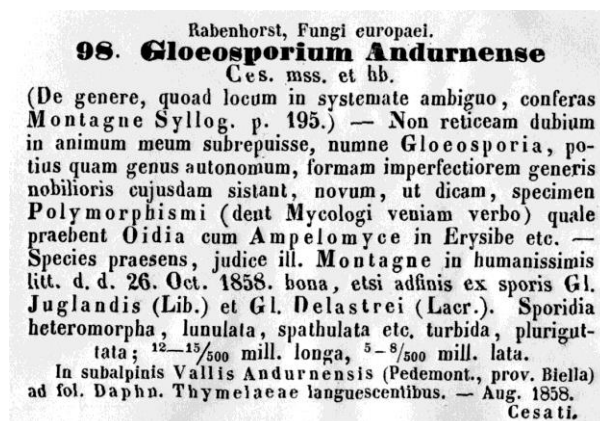 Rabenhorst, Fungi europaei.
98. Gloeosporium Andurnense
Ces. mss. et hb.
(De genere, quoad locum in systemate ambiguo, conferas
Montagne Syllog. p. 195.) — Non reticeam dubium
in animum meum subrepuisse, numne Gloeosporia, po-
tius quam genus autonomum, formam imperfectiorem generis
nobilioris cujusdam sistant, novum, ut dicam, specimen
Polymorphismi (dent Mycologi veniam verbo) quale
praebent Oidia cum Ampelomyce in Erysibe etc. —
Species praesens, judice ill. Montagne in humanissimis
litt. d. d. 26. Oct. 1858. bona, etsi adfinis ex sporis Gl.
Juglandis (Lib.) et Gl. Delastrei (Lacr.). Sporidia
heteromorpha, lunulata, spathulata etc. turbida, plurigut-
tata; 12—15/500 mill. longa, 5—8/500 mill. lata.
In subalpinis Vallis Andurnensis (Pedemont., prov. Biella)
ad fol. Daphn. Thymelaeae languescentibus. — Aug. 1858.
Cesati.